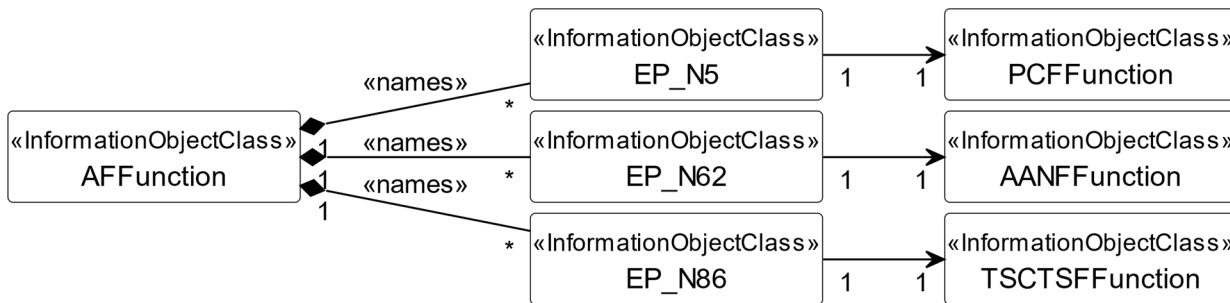 «InformationObjectClass»
EP_N5
«InformationObjectClass»
PCFFunction
«names»
*
1
1
«InformationObjectClass»
AFFunction
1
«names»
*
«InformationObjectClass»
EP_N62
1
1
«InformationObjectClass»
AANFFunction
1
«names»
*
1
«InformationObjectClass»
EP_N86
1
1
«InformationObjectClass»
TSCTSFFunction